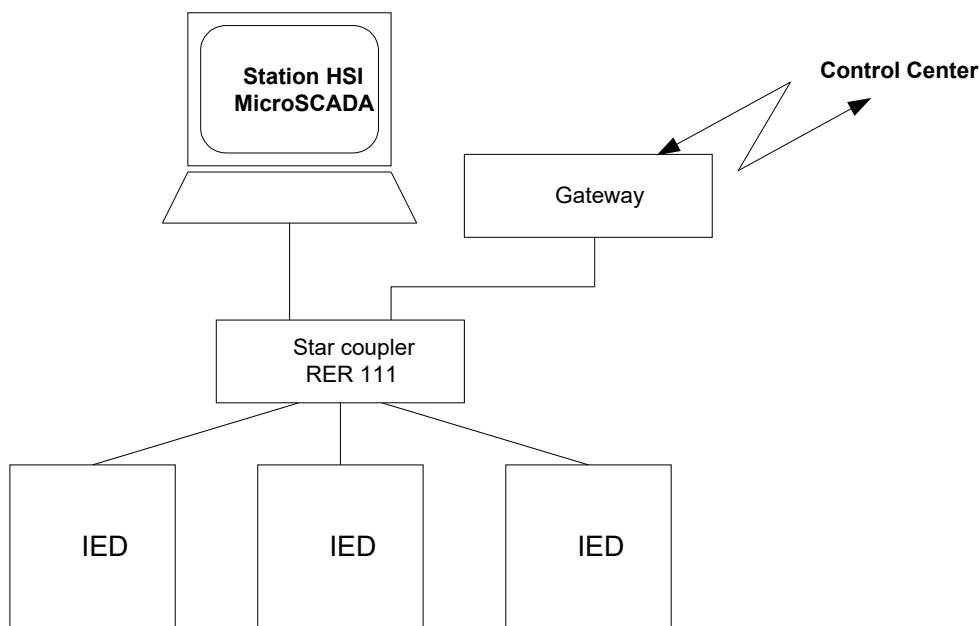 Station HSI
MicroSCADA
Control Center
Gateway
Star coupler
RER 111
IED
IED
IED